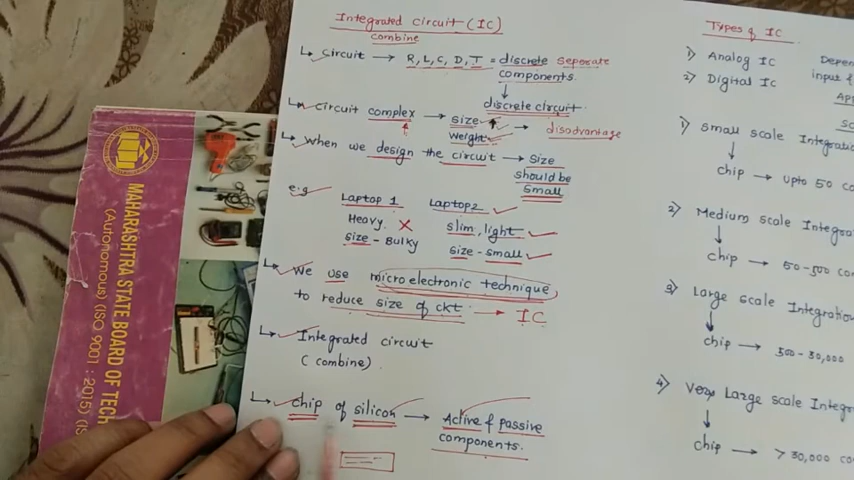 Integrated circuit (IC)
combine
circuit → R, L, C, D, T = discrete separate
components.
↓
discrete circuit.
circuit complex → size
weight → disadvantage
when we design the circuit → size
should be
small.
e.g
Laptop 1 Laptop2
Heavy. slim, light
size - Bulky size - small
we use microelectronic technique
to reduce size of ckt → IC
Integrated circuit
(combine)
chip of silicon → Active & passive
components.
Types of IC
1) Analog IC
2) Digital IC
input
1) Small scale
↓
chip → upto 50
2) Medium scale
↓
chip → 50-500
3) Large scale Integration
↓
chip → 500 - 30,000
4) Very Large scale
↓
chip → > 30,000
MAHARASHTRA STATE BOARD OF TECH
(Autonomous) (ISO 9001 : 2015)